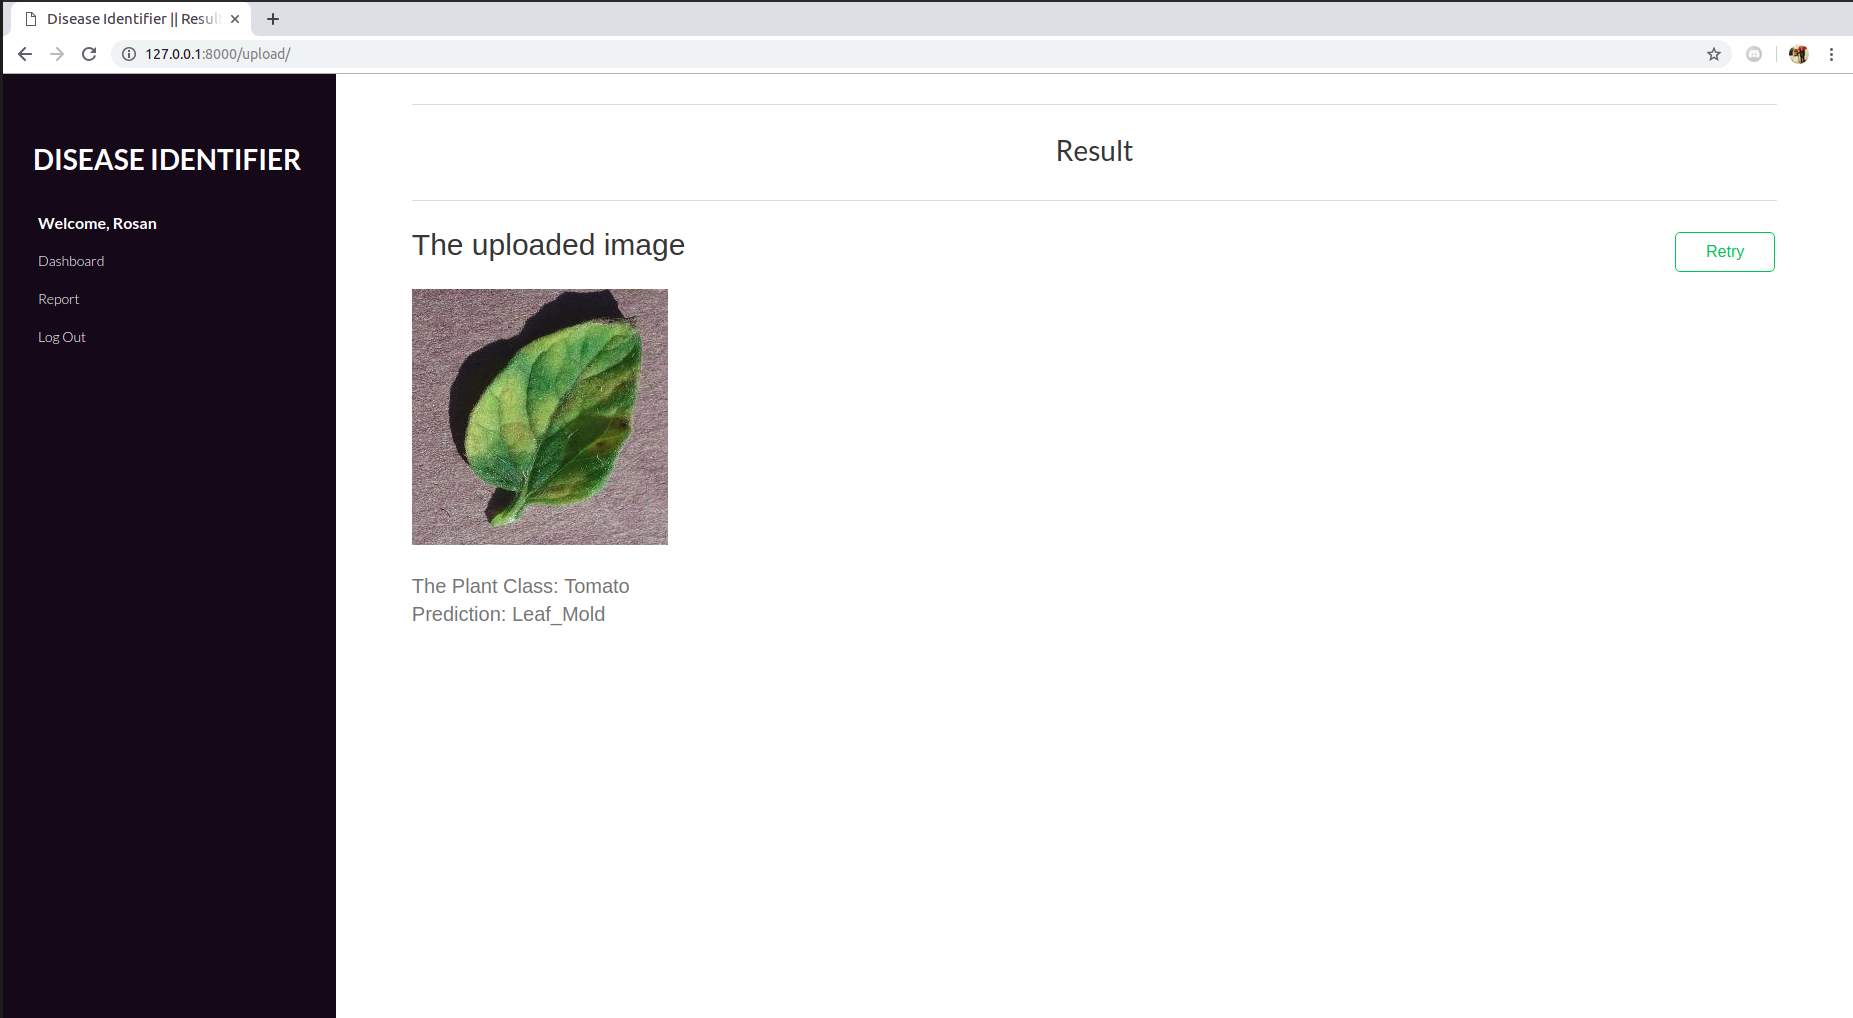 Disease Identifier || Resul
127.0.0.1:8000/upload/
DISEASE IDENTIFIER
Welcome, Rosan
Dashboard
Report
Log Out
Result
The uploaded image
Retry
The Plant Class: Tomato
Prediction: Leaf_Mold